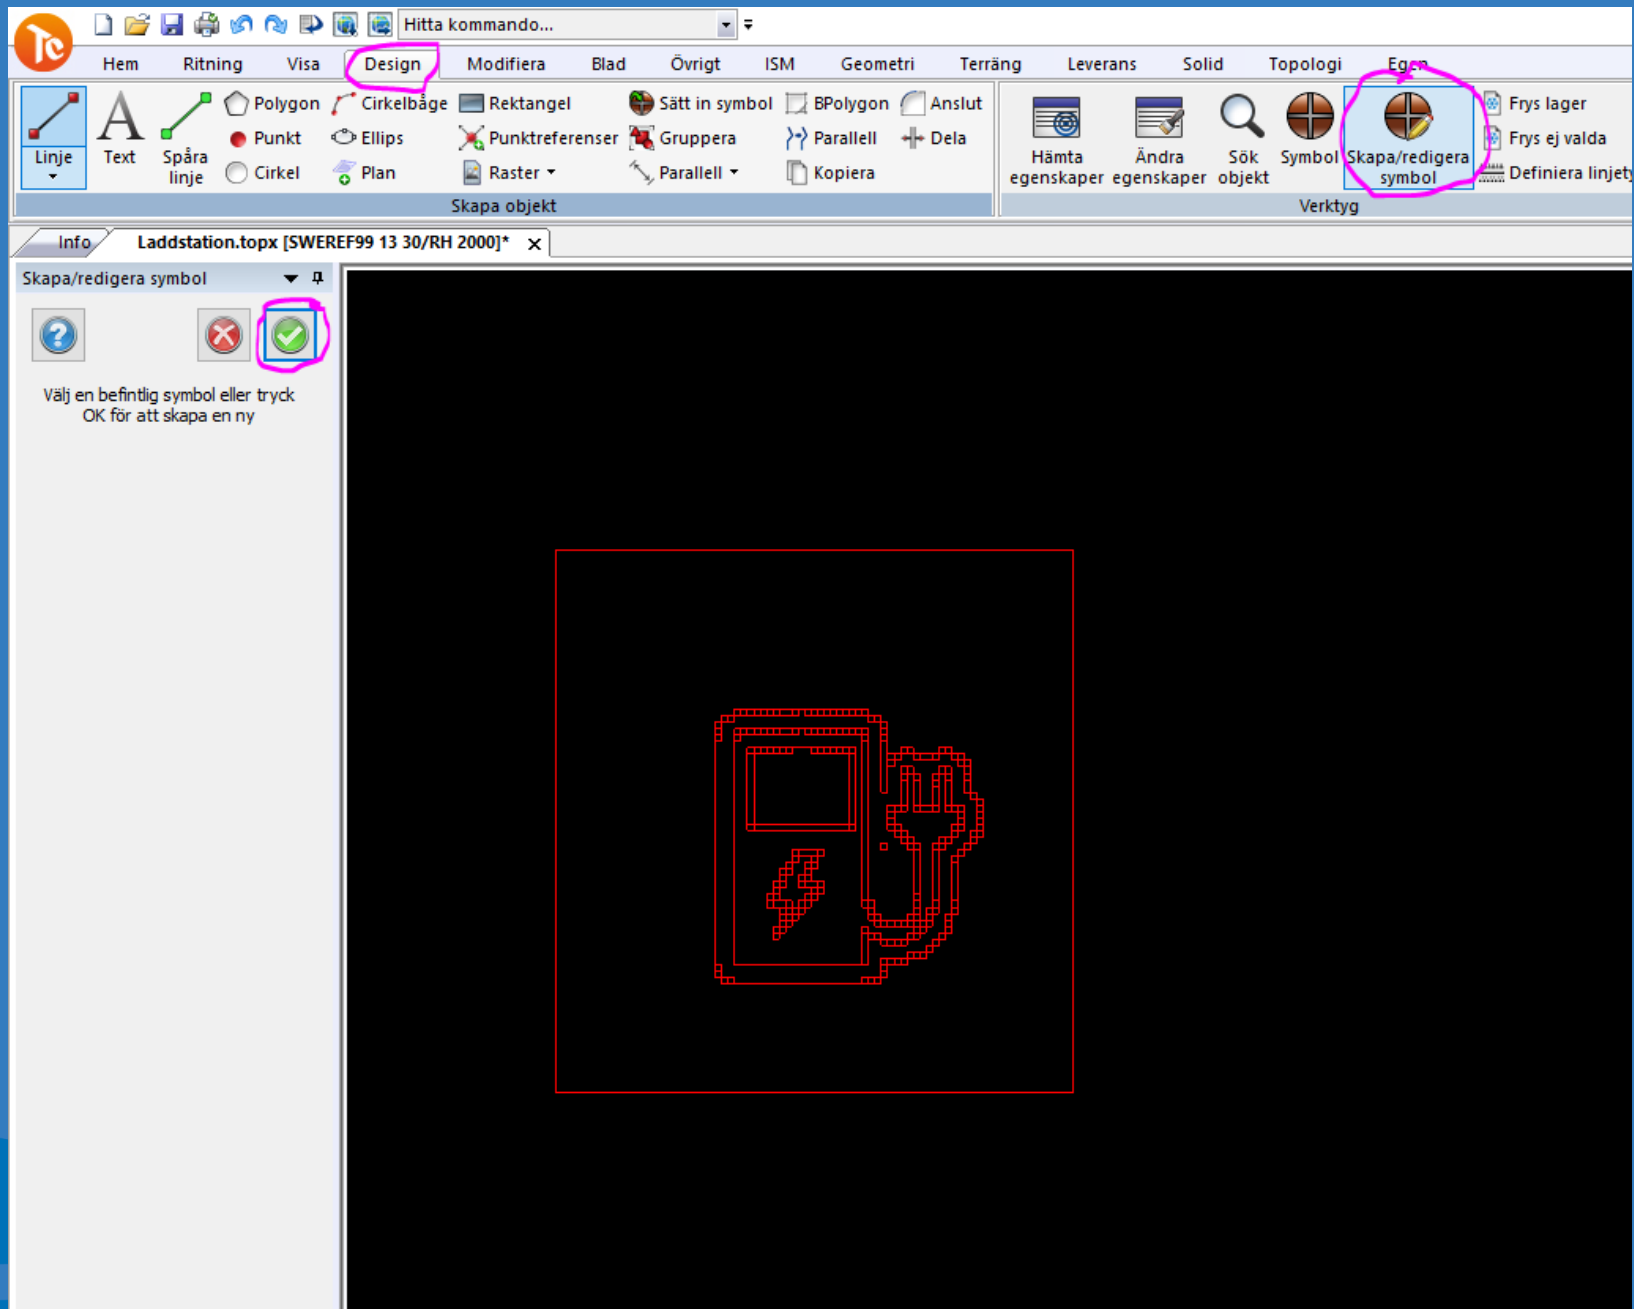 Tc
Hitta kommando...
Hem Ritning Visa Design Modifiera Blad Övrigt ISM Geometri Terräng Leverans Solid Topologi Egen
Linje
Text
Spåra linje
Polygon
Punkt
Cirkel
Cirkelbåge
Ellips
Plan
Rektangel
Punktreferenser
Raster
Sätt in symbol
Gruppera
Parallell
BPolygon
Parallell
Kopiera
Anslut
Dela
Skapa objekt
Hämta egenskaper
Ändra egenskaper
Sök objekt
Symbol
Skapa/redigera symbol
Frys lager
Frys ej valda
Definiera linjety
Verktyg
Info
Laddstation.topx [SWEREF99 13 30/RH 2000]*
Skapa/redigera symbol
Välj en befintlig symbol eller tryck
OK för att skapa en ny